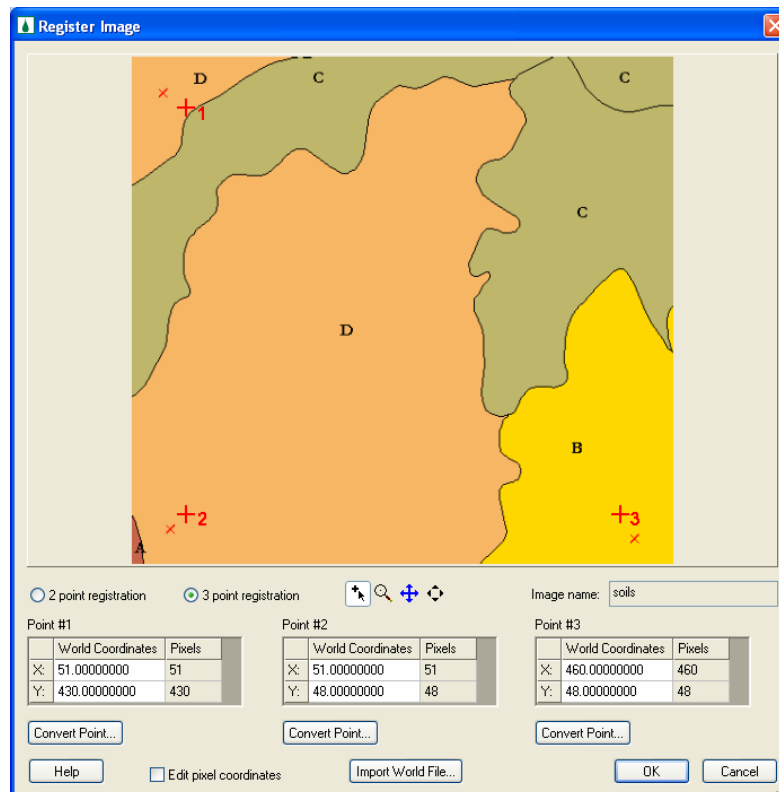 Register Image
D C C
1
C
D
B
2 3
A
2 point registration 3 point registration Image name: soils
Point #1 Point #2 Point #3
World Coordinates Pixels World Coordinates Pixels World Coordinates Pixels
X: 51.00000000 51 X: 51.00000000 51 X: 460.00000000 460
Y: 430.00000000 430 Y: 48.00000000 48 Y: 48.00000000 48
Convert Point... Convert Point... Convert Point...
Help Edit pixel coordinates Import World File... OK Cancel